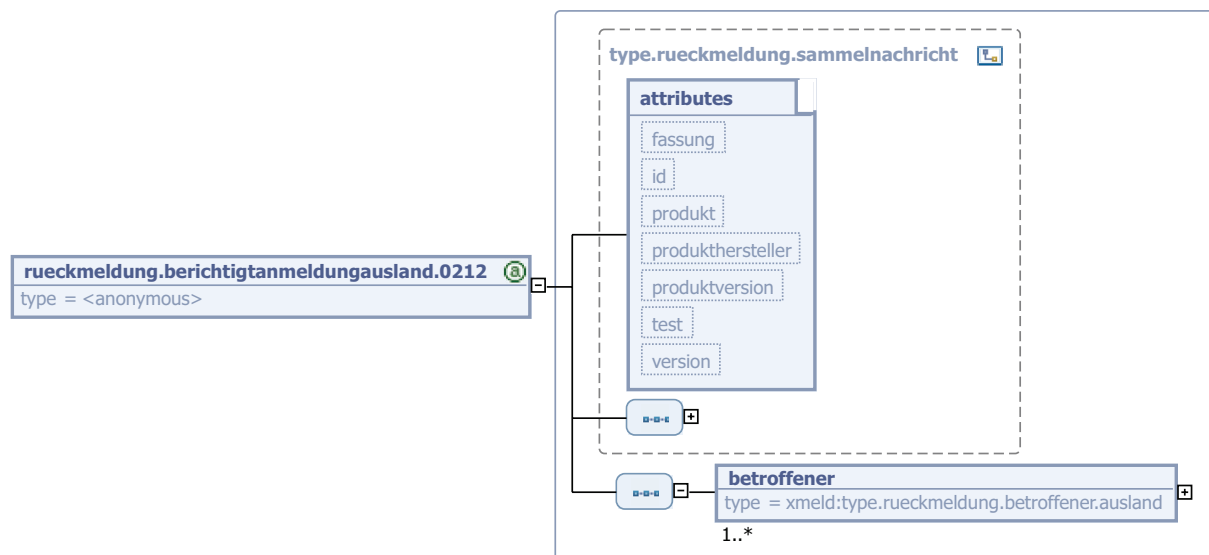 type.rueckmeldung.sammelnachricht
attributes
fassung
id
produkt
produkthersteller
produktversion
test
version
rueckmeldung.berichtigtanmeldungausland.0212
type = <anonymous>
betroffener
type = xmeld:type.rueckmeldung.betroffener.ausland
1..*